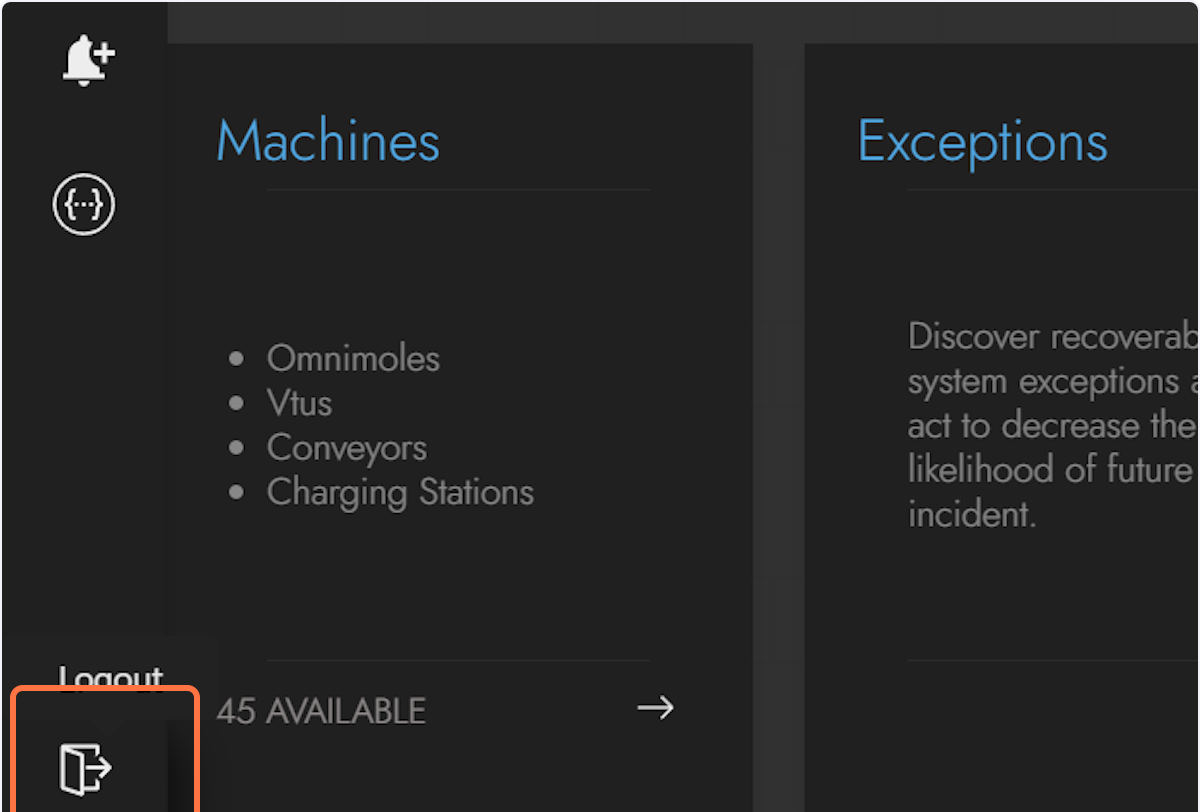 Machines
Omnimoles
Vtus
Conveyors
Charging Stations
45 AVAILABLE
Exceptions
Discover
system exceptions
act to decrease the
likelihood of future
incident.
Logout